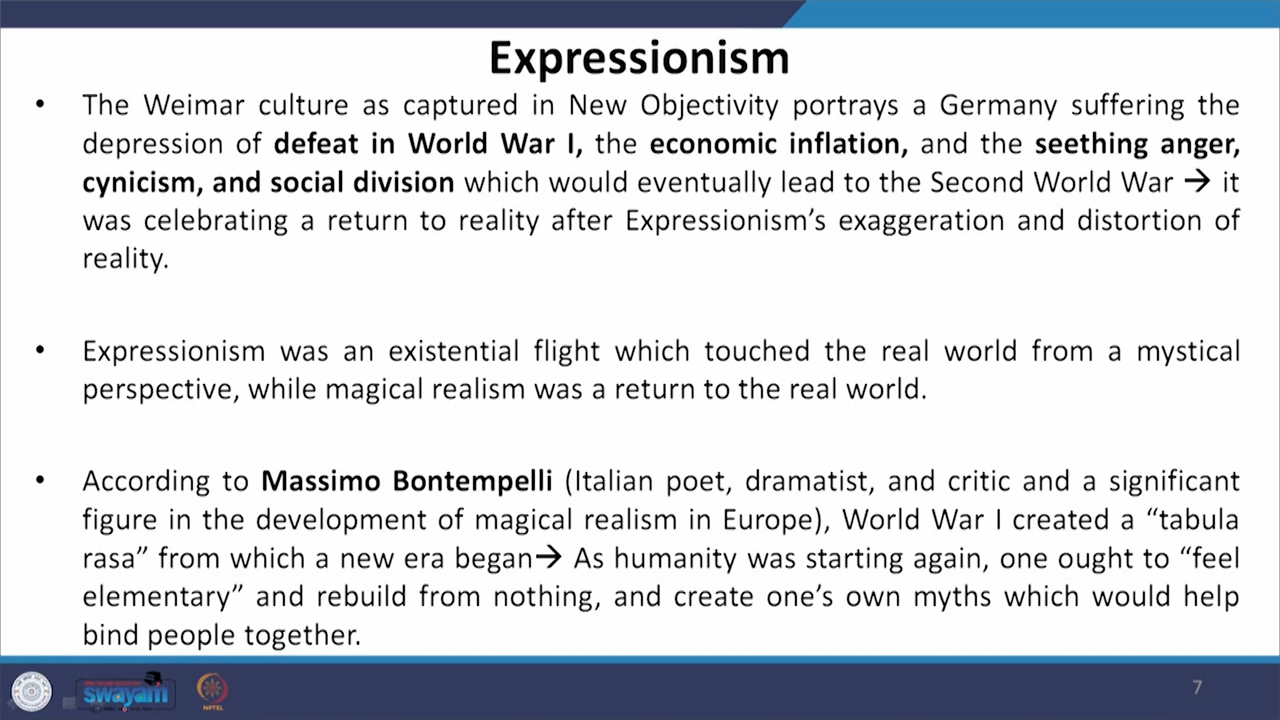 Expressionism
• The Weimar culture as captured in New Objectivity portrays a Germany suffering the
depression of defeat in World War I, the economic inflation, and the seething anger,
cynicism, and social division which would eventually lead to the Second World War → it
was celebrating a return to reality after Expressionism’s exaggeration and distortion of
reality.
• Expressionism was an existential flight which touched the real world from a mystical
perspective, while magical realism was a return to the real world.
• According to Massimo Bontempelli (Italian poet, dramatist, and critic and a significant
figure in the development of magical realism in Europe), World War I created a “tabula
rasa” from which a new era began→ As humanity was starting again, one ought to “feel
elementary” and rebuild from nothing, and create one’s own myths which would help
bind people together.
swayam
NPTEL
7